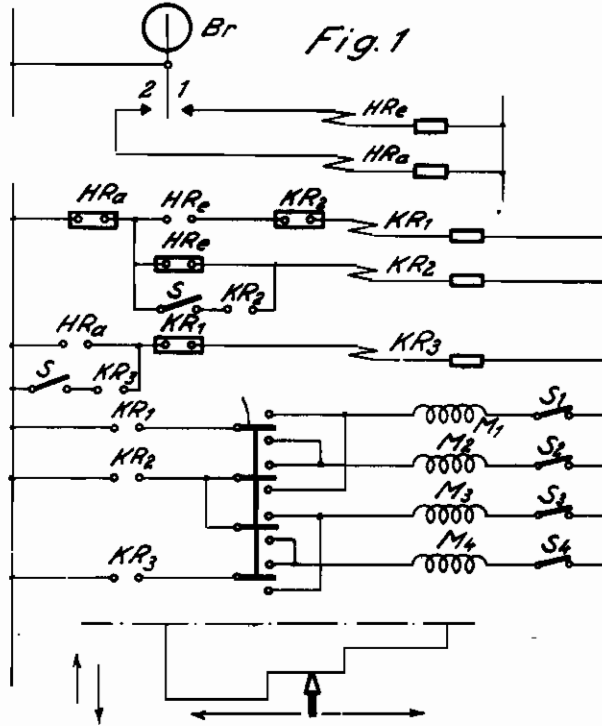 Br
Fig. 1
2 1
HRe
HRa
HRa HRe KR2 KR1
HRe KR2
S KR2
HRa KR1 KR3
S KR3
KR1 M1 S1
KR2 M2 S2
M3 S3
KR3 M4 S4